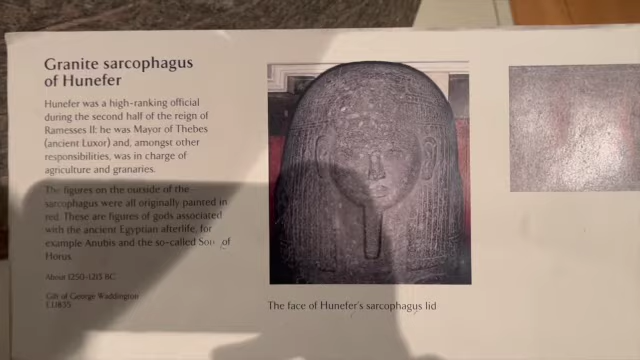 Granite sarcophagus
of Hunefer
Hunefer was a high-ranking official
during the second half of the reign of
Ramesses II; he was Mayor of Thebes
(ancient Luxor) and, amongst other
responsibilities, was in charge of
agriculture and granaries.
The figures on the outside of the
sarcophagus were all originally painted in
red. These are figures of gods associated
with the ancient Egyptian afterlife, for
example Anubis and the so-called Sons of
Horus.
About 1250-1213 BC
Gift of George Waddington
The face of Hunefer's sarcophagus lid